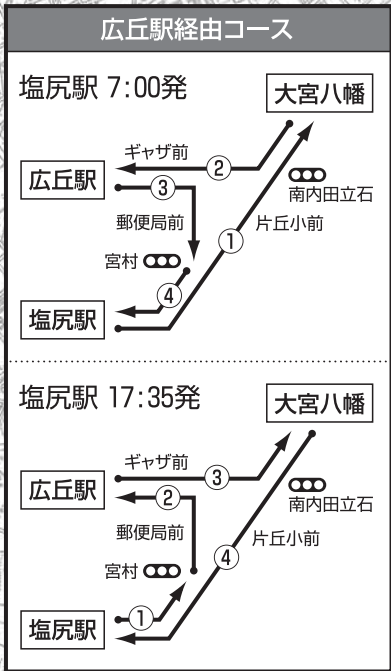 広丘駅経由コース
塩尻駅 7:00発
大宮八幡
ギャザ前
②
広丘駅
③
南内田立石
郵便局前
①
片丘小前
宮村
④
塩尻駅
塩尻駅 17:35発
大宮八幡
ギャザ前
③
広丘駅
②
南内田立石
郵便局前
片丘小前
④
宮村
①
塩尻駅